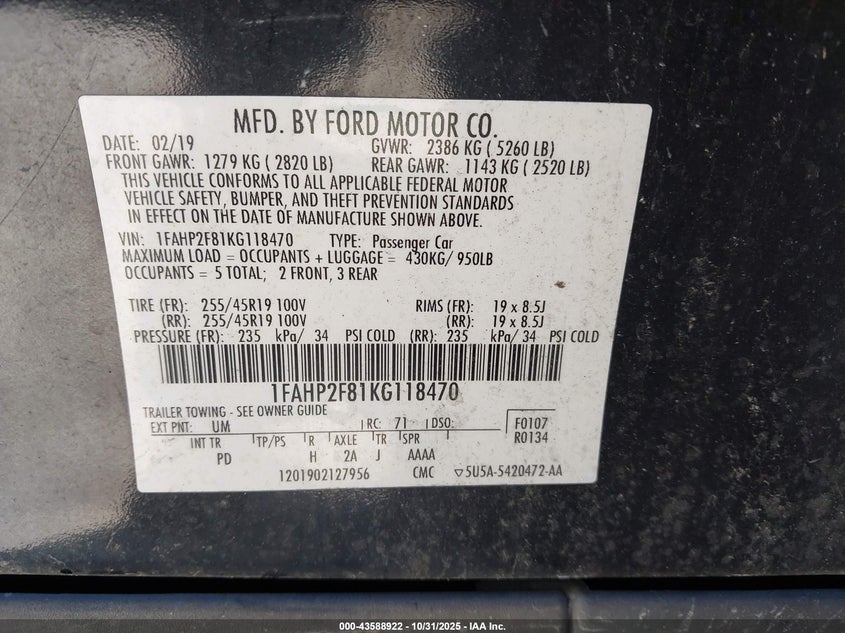 MFD. BY FORD MOTOR CO.
DATE: 02/19 GVWR: 2386 KG ( 5260 LB)
FRONT GAWR: 1279 KG ( 2820 LB) REAR GAWR: 1143 KG ( 2520 LB)
THIS VEHICLE CONFORMS TO ALL APPLICABLE FEDERAL MOTOR
VEHICLE SAFETY, BUMPER, AND THEFT PREVENTION STANDARDS
IN EFFECT ON THE DATE OF MANUFACTURE SHOWN ABOVE.
VIN: 1FAHP2F81KG118470 TYPE: Passenger Car
MAXIMUM LOAD = OCCUPANTS + LUGGAGE = 430KG/ 950LB
OCCUPANTS = 5 TOTAL; 2 FRONT, 3 REAR
TIRE (FR): 255/45R19 100V RIMS (FR): 19 x 8.5J
(RR): 255/45R19 100V (RR): 19 x 8.5J
PRESSURE (FR): 235 kPa/ 34 PSI COLD (RR): 235 kPa/ 34 PSI COLD
1FAHP2F81KG118470
TRAILER TOWING - SEE OWNER GUIDE
EXT PNT: UM RC: 71 DSO: F0107
INT TR TP/PS R AXLE TR SPR R0134
PD H 2A J AAAA
1201902127956 CMC ▽5U5A-5420472-AA
000-43588922 - 10/31/2025 - IAA Inc.